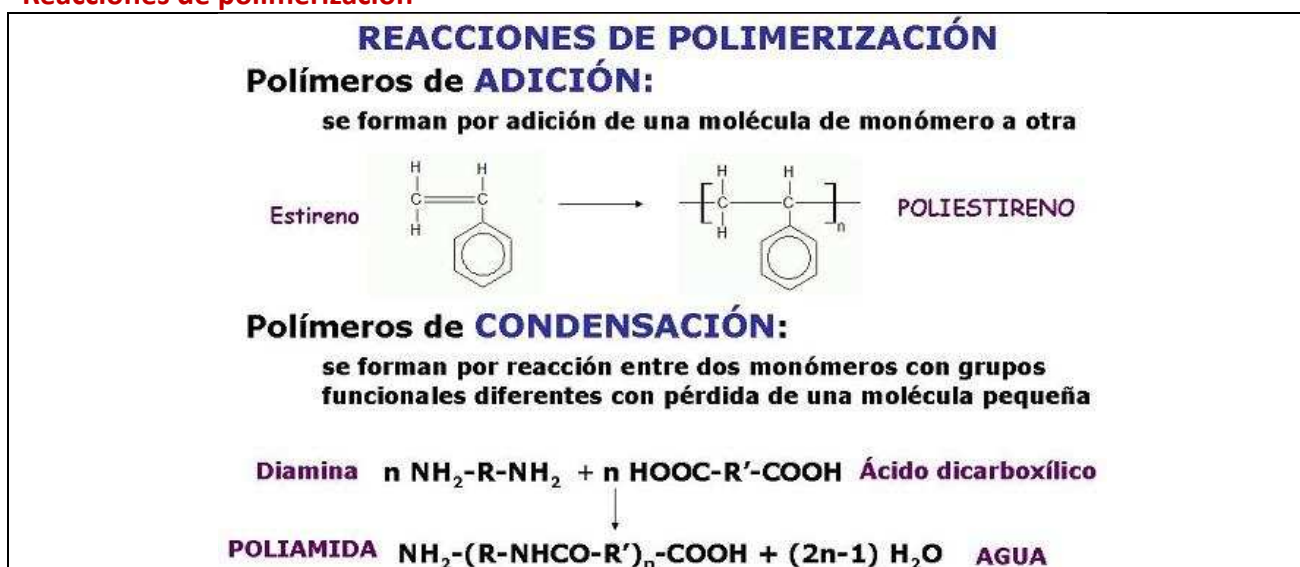 Reacciones de polimerización
REACCIONES DE POLIMERIZACIÓN
Polímeros de ADICIÓN:
se forman por adición de una molécula de monómero a otra
Estireno
H H
C C
H
H H
C C
H
n
POLIESTIRENO
Polímeros de CONDENSACIÓN:
se forman por reacción entre dos monómeros con grupos
funcionales diferentes con pérdida de una molécula pequeña
Diamina n NH₂-R-NH₂ + n HOOC-R’-COOH Ácido dicarboxílico
POLIAMIDA NH₂-(R-NHCO-R’)ₙ-COOH + (2n-1) H₂O AGUA